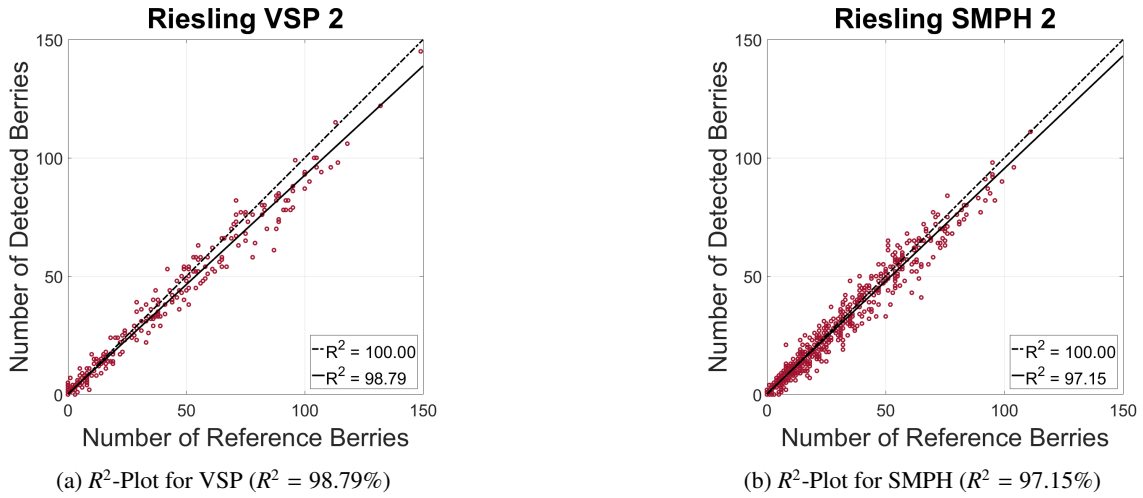 Riesling VSP 2
150
100
50
0
0 50 100 150
Number of Detected Berries
Number of Reference Berries
R² = 100.00
R² = 98.79
(a) R²-Plot for VSP (R² = 98.79%)
Riesling SMPH 2
150
100
50
0
0 50 100 150
Number of Detected Berries
Number of Reference Berries
R² = 100.00
R² = 97.15
(b) R²-Plot for SMPH (R² = 97.15%)